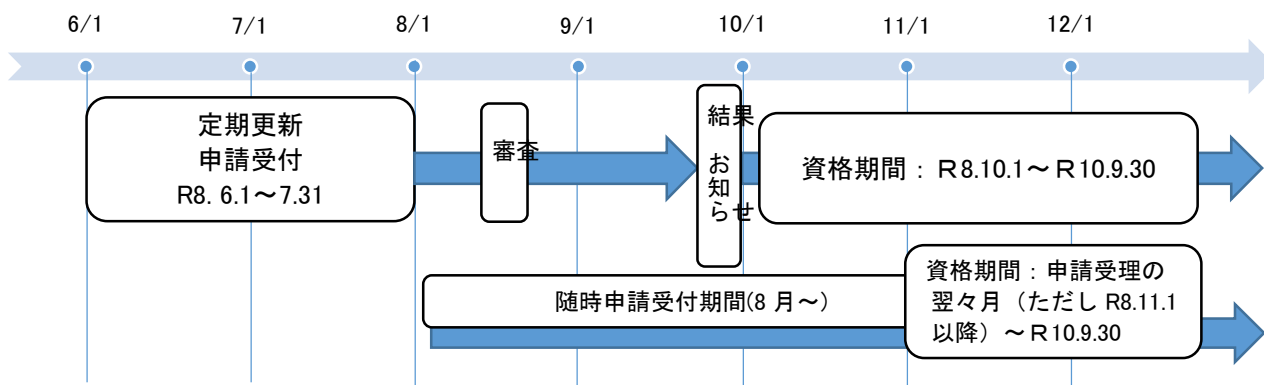 6/1 7/1 8/1 9/1 10/1 11/1 12/1
定期更新
申請受付
R8. 6.1～7.31
審査
結果
お知らせ
資格期間：Ｒ8.10.1～Ｒ10.9.30
随時申請受付期間(8 月～)
資格期間：申請受理の
翌々月（ただし R8.11.1
以降）～Ｒ10.9.30